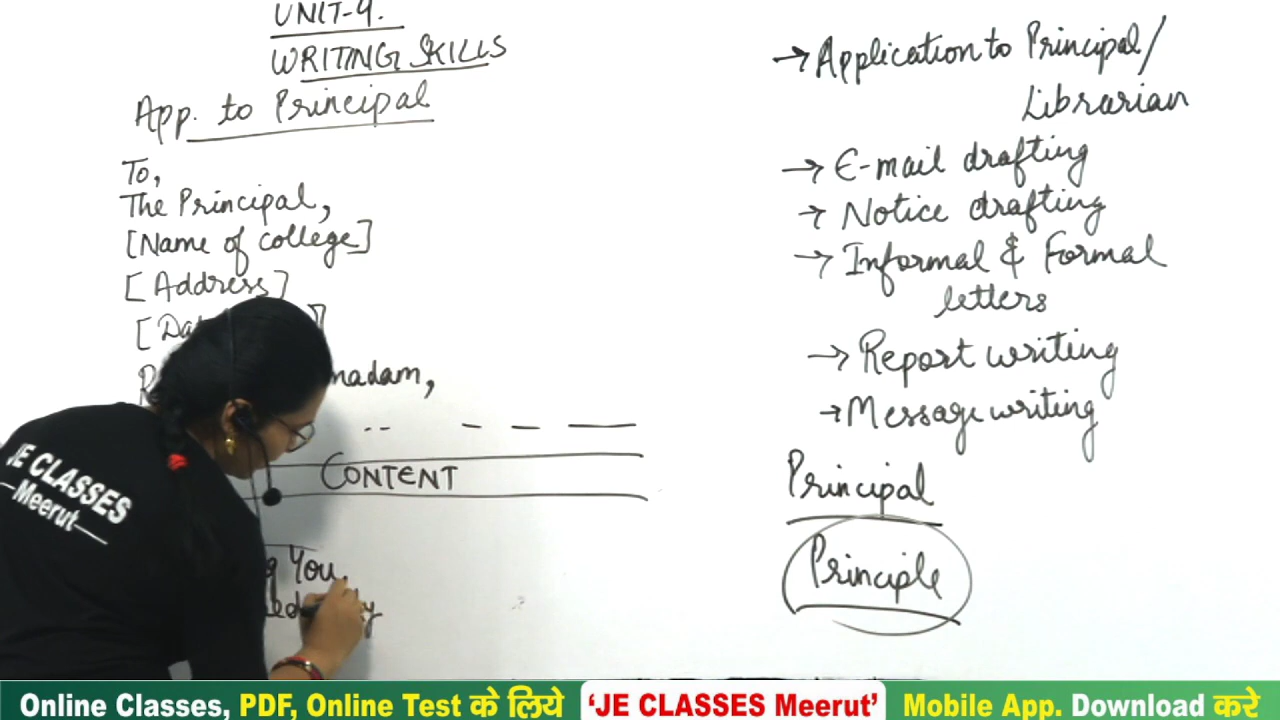 UNIT-4.
WRITING SKILLS
App. to Principal
To,
The Principal,
[Name of college]
[Address]
madam,
CONTENT
You,
→ Application to Principal/
Librarian
→ E-mail drafting
→ Notice drafting
→ Informal & Formal
letters
→ Report writing
→ Message writing
Principal
Principle
JE CLASSES
Meerut
Online Classes, PDF, Online Test के लिये 'JE CLASSES Meerut' Mobile App. Download करे